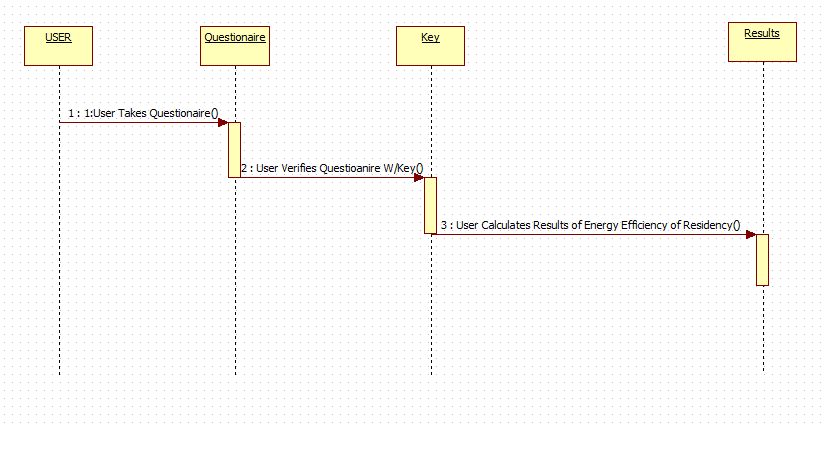 USER
Questionaire
Key
Results
1 : 1:User Takes Questionaire()
2 : User Verifies Questioanire W/Key()
3 : User Calculates Results of Energy Efficiency of Residency()